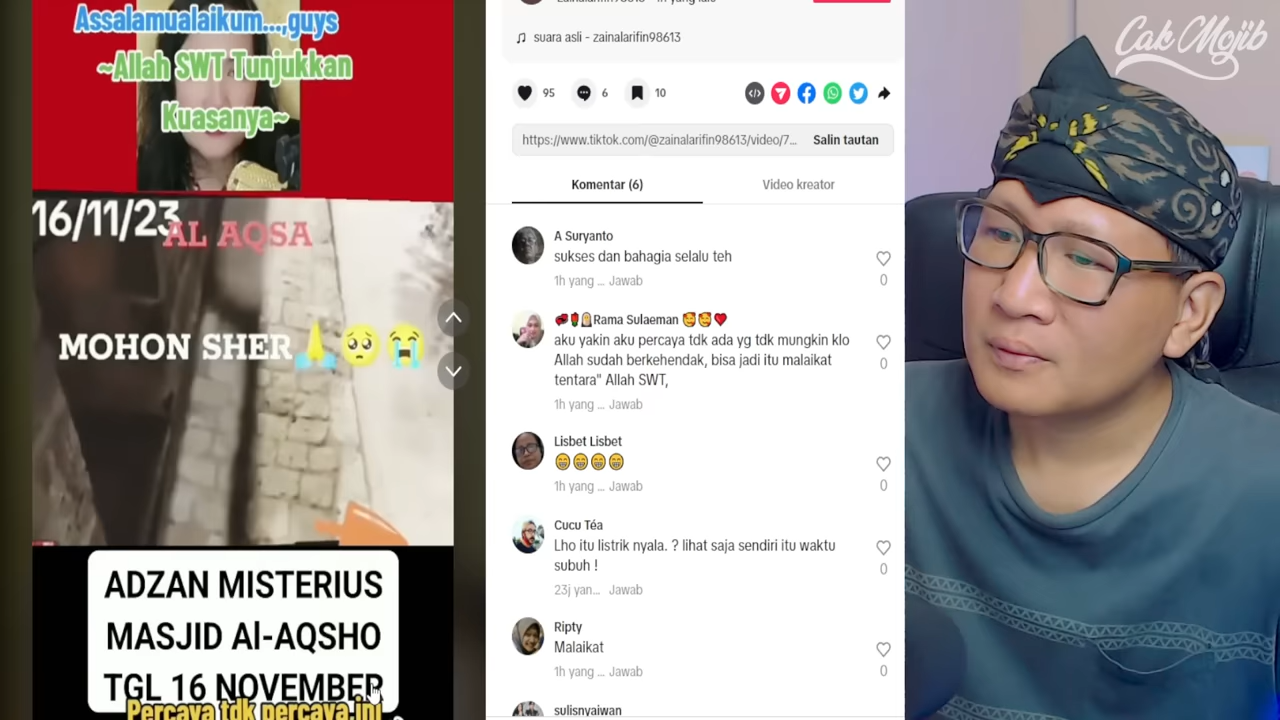 Assalamualaikum...,guys
~Allah SWT Tunjukkan
Kuasanya~
16/11/23
AL AQSA
MOHON SHER🙏🥺😭
ADZAN MISTERIUS
MASJID Al-AQSHO
TGL 16 NOVEMBER
Percaya tdk percaya,ini
suara asli - zainalarifin98613
95
6
10
https://www.tiktok.com/@zainalarifin98613/video/7...
Salin tautan
Komentar (6)
Video kreator
A Suryanto
sukses dan bahagia selalu teh
1h yang ... Jawab
0
Rama Sulaeman 🥰🥰❤️
aku yakin aku percaya tdk ada yg tdk mungkin klo
Allah sudah berkehendak, bisa jadi itu malaikat
tentara" Allah SWT,
1h yang ... Jawab
0
Lisbet Lisbet
😁😁😁😁
1h yang ... Jawab
0
Cucu Téa
Lho itu listrik nyala. ? lihat saja sendiri itu waktu
subuh !
23j yan... Jawab
0
Ripty
Malaikat
1h yang ... Jawab
0
sulisnyaiwan
Cak Mojib